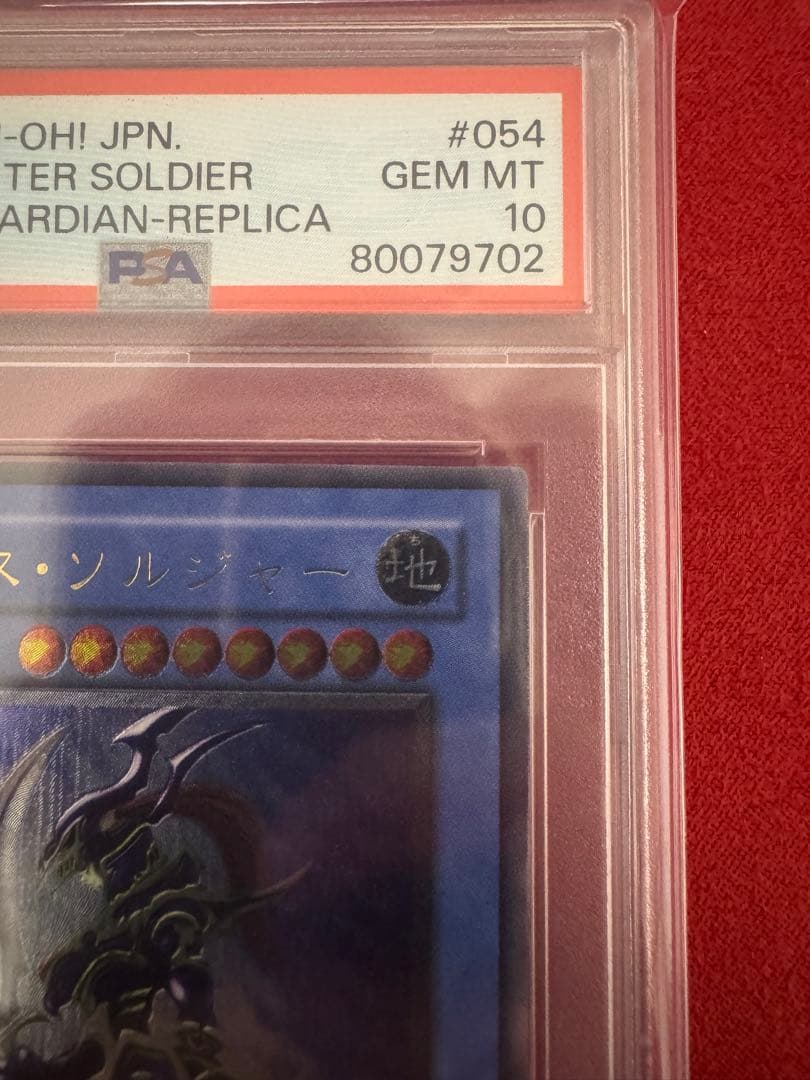 '-OH! JPN. #054
TER SOLDIER GEM MT
ARDIAN-REPLICA 10
PSA 80079702
ス・ソルジャー 地
ち